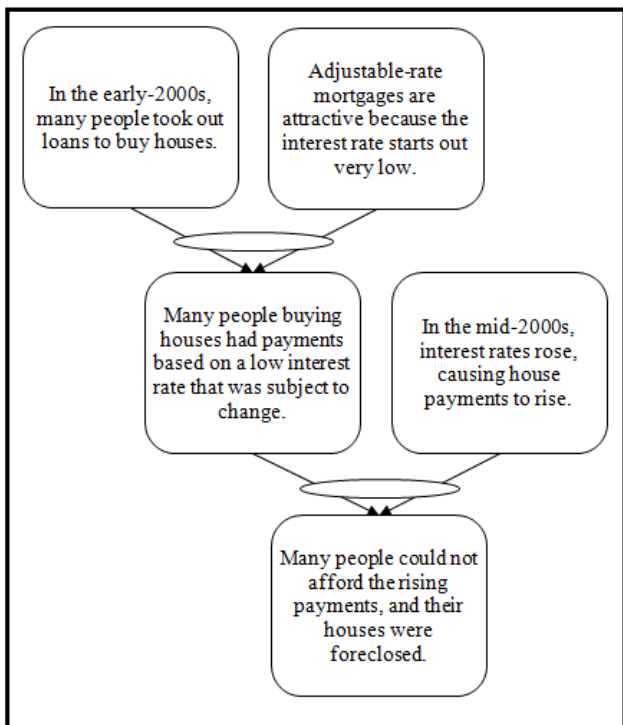 In the early-2000s,
many people took out
loans to buy houses.
Adjustable-rate
mortgages are
attractive because the
interest rate starts out
very low.
Many people buying
houses had payments
based on a low interest
rate that was subject to
change.
In the mid-2000s,
interest rates rose,
causing house
payments to rise.
Many people could not
afford the rising
payments, and their
houses were
foreclosed.